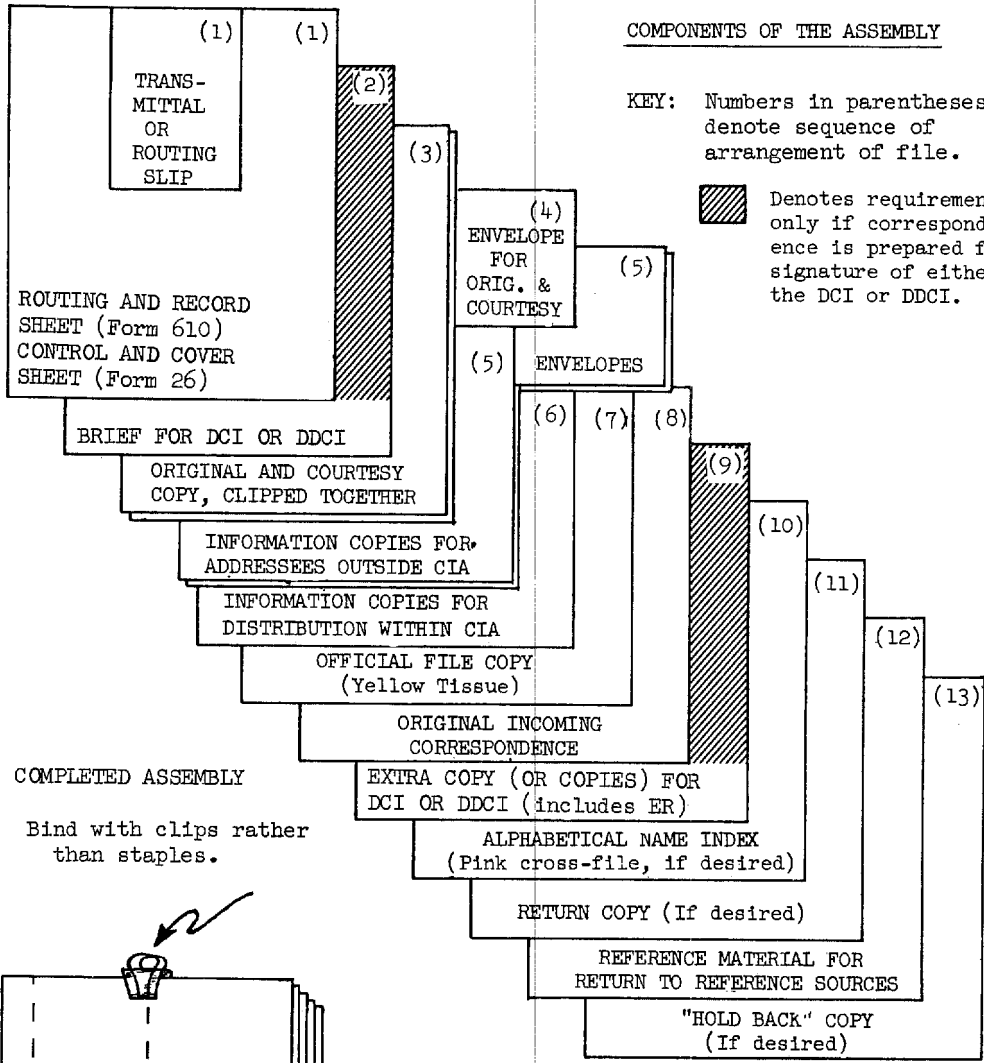 COMPONENTS OF THE ASSEMBLY
KEY: Numbers in parentheses
denote sequence of
arrangement of file.
Denotes requirement
only if correspond-
ence is prepared f
signature of eithe
the DCI or DDCI.
(1) (1)
TRANS-
MITTAL
OR
ROUTING
SLIP
ROUTING AND RECORD
SHEET (Form 610)
CONTROL AND COVER
SHEET (Form 26)
(2)
BRIEF FOR DCI OR DDCI
(3)
ORIGINAL AND COURTESY
COPY, CLIPPED TOGETHER
(4)
ENVELOPE
FOR
ORIG. &
COURTESY
(5)
ENVELOPES
(5)
INFORMATION COPIES FOR
ADDRESSEES OUTSIDE CIA
(6)
INFORMATION COPIES FOR
DISTRIBUTION WITHIN CIA
(7)
OFFICIAL FILE COPY
(Yellow Tissue)
(8)
ORIGINAL INCOMING
CORRESPONDENCE
(9)
EXTRA COPY (OR COPIES) FOR
DCI OR DDCI (includes ER)
(10)
ALPHABETICAL NAME INDEX
(Pink cross-file, if desired)
(11)
RETURN COPY (If desired)
(12)
REFERENCE MATERIAL FOR
RETURN TO REFERENCE SOURCES
(13)
"HOLD BACK" COPY
(If desired)
COMPLETED ASSEMBLY
Bind with clips rather
than staples.